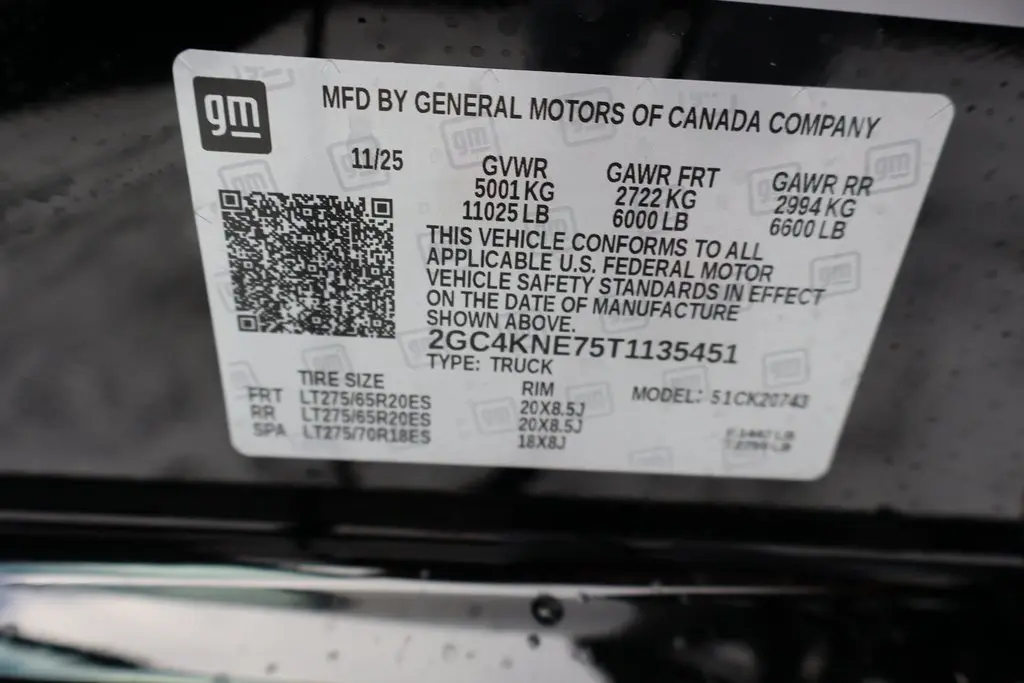 gm
MFD BY GENERAL MOTORS OF CANADA COMPANY
11/25
GVWR GAWR FRT GAWR RR
5001 KG 2722 KG 2994 KG
11025 LB 6000 LB 6600 LB
THIS VEHICLE CONFORMS TO ALL
APPLICABLE U.S. FEDERAL MOTOR
VEHICLE SAFETY STANDARDS IN EFFECT
ON THE DATE OF MANUFACTURE
SHOWN ABOVE.
2GC4KNE75T1135451
TYPE: TRUCK
TIRE SIZE RIM MODEL: 51CK20743
FRT LT275/65R20ES 20X8.5J
RR LT275/65R20ES 20X8.5J
SPA LT275/70R18ES 18X8J